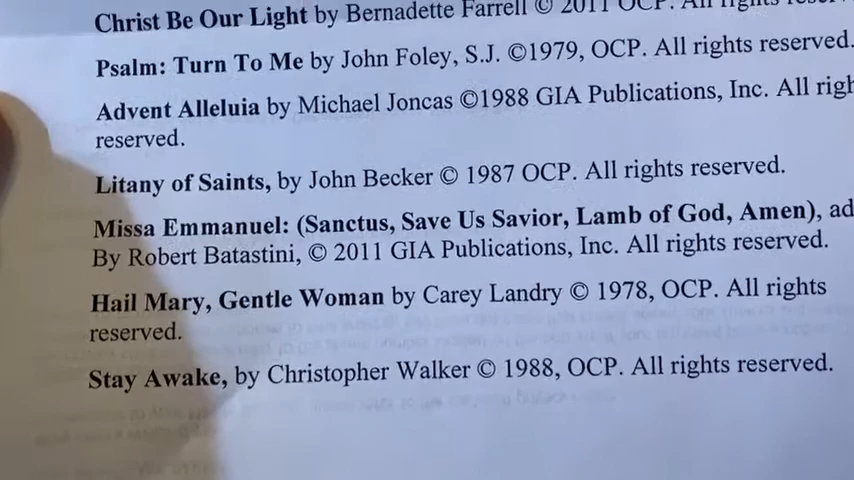 Christ Be Our Light by Bernadette Farrell © 2011 OCP. All rights
Psalm: Turn To Me by John Foley, S.J. ©1979, OCP. All rights reserved.
Advent Alleluia by Michael Joncas ©1988 GIA Publications, Inc. All righ
reserved.
Litany of Saints, by John Becker © 1987 OCP. All rights reserved.
Missa Emmanuel: (Sanctus, Save Us Savior, Lamb of God, Amen), ad
By Robert Batastini, © 2011 GIA Publications, Inc. All rights reserved.
Hail Mary, Gentle Woman by Carey Landry © 1978, OCP. All rights
reserved.
Stay Awake, by Christopher Walker © 1988, OCP. All rights reserved.